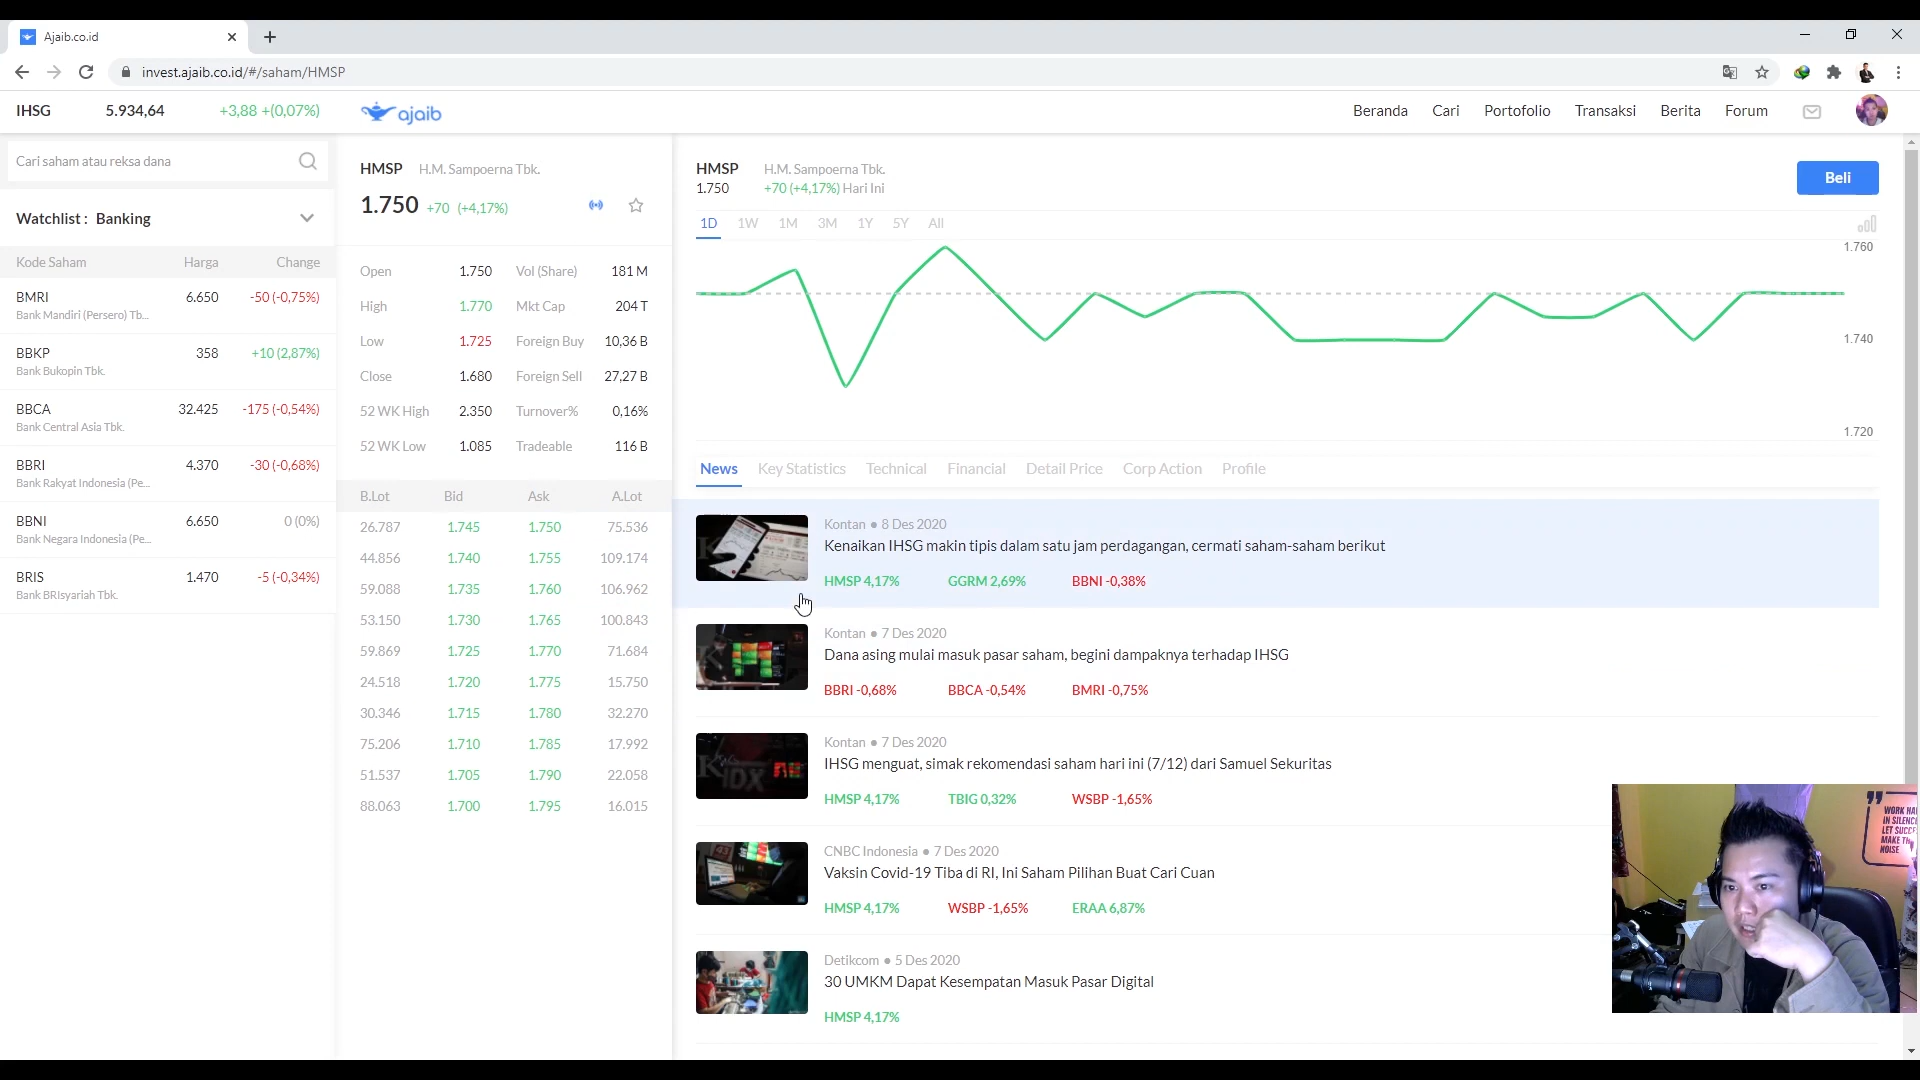 Ajaib.co.id
invest.ajaib.co.id/#/saham/HMSP
IHSG 5.934,64 +3,88 +(0,07%)
ajaib
Beranda Cari Portofolio Transaksi Berita Forum
Cari saham atau reksa dana
Watchlist : Banking
Kode Saham Harga Change
BMRI 6.650 -50 (-0,75%)
Bank Mandiri (Persero) Tb...
BBKP 358 +10 (2,87%)
Bank Bukopin Tbk.
BBCA 32.425 -175 (-0,54%)
Bank Central Asia Tbk.
BBRI 4.370 -30 (-0,68%)
Bank Rakyat Indonesia (Pe...
BBNI 6.650 0 (0%)
Bank Negara Indonesia (Pe...
BRIS 1.470 -5 (-0,34%)
Bank BRIsyariah Tbk.
HMSP H.M. Sampoerna Tbk.
1.750 +70 (+4,17%)
Open 1.750 Vol (Share) 181 M
High 1.770 Mkt Cap 204 T
Low 1.725 Foreign Buy 10,36 B
Close 1.680 Foreign Sell 27,27 B
52 WK High 2.350 Turnover% 0,16%
52 WK Low 1.085 Tradeable 116 B
B.Lot Bid Ask A.Lot
26.787 1.745 1.750 75.536
44.856 1.740 1.755 109.174
59.088 1.735 1.760 106.962
53.150 1.730 1.765 100.843
59.869 1.725 1.770 71.684
24.518 1.720 1.775 15.750
30.346 1.715 1.780 32.270
75.206 1.710 1.785 17.992
51.537 1.705 1.790 22.058
88.063 1.700 1.795 16.015
HMSP H.M. Sampoerna Tbk.
1.750 +70 (+4,17%) Hari Ini
Beli
1D 1W 1M 3M 1Y 5Y All
1.760
1.740
1.720
News Key Statistics Technical Financial Detail Price Corp Action Profile
Kontan • 8 Des 2020
Kenaikan IHSG makin tipis dalam satu jam perdagangan, cermati saham-saham berikut
HMSP 4,17% GGRM 2,69% BBNI -0,38%
Kontan • 7 Des 2020
Dana asing mulai masuk pasar saham, begini dampaknya terhadap IHSG
BBRI -0,68% BBCA -0,54% BMRI -0,75%
Kontan • 7 Des 2020
IHSG menguat, simak rekomendasi saham hari ini (7/12) dari Samuel Sekuritas
HMSP 4,17% TBIG 0,32% WSBP -1,65%
IDX
CNBC Indonesia • 7 Des 2020
Vaksin Covid-19 Tiba di RI, Ini Saham Pilihan Buat Cari Cuan
HMSP 4,17% WSBP -1,65% ERAA 6,87%
Detikcom • 5 Des 2020
30 UMKM Dapat Kesempatan Masuk Pasar Digital
HMSP 4,17%
WORK HA
IN SILENC
LET SUCC
MAKE TH
NOISE